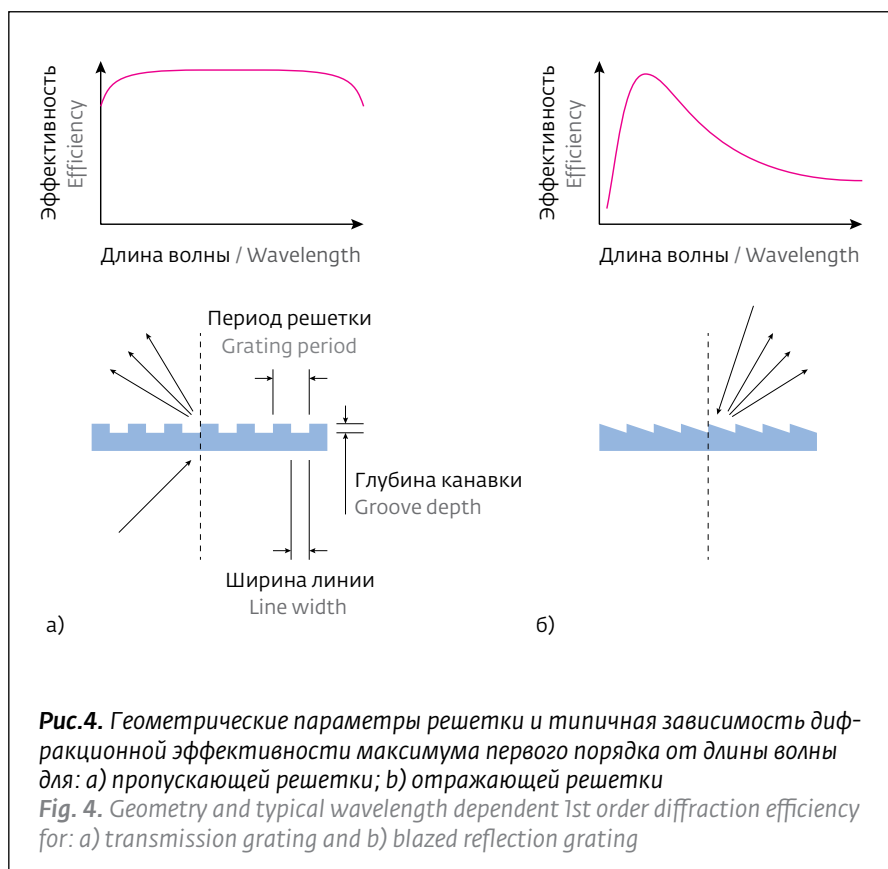 Эффективность
Efficiency
Длина волны / Wavelength
Эффективность
Efficiency
Длина волны / Wavelength
Период решетки
Grating period
Глубина канавки
Groove depth
Ширина линии
Line width
а)
б)
Рис.4. Геометрические параметры решетки и типичная зависимость диф-
ракционной эффективности максимума первого порядка от длины волны
для: а) пропускающей решетки; b) отражающей решетки
Fig. 4. Geometry and typical wavelength dependent 1st order diffraction efficiency
for: a) transmission grating and b) blazed reflection grating